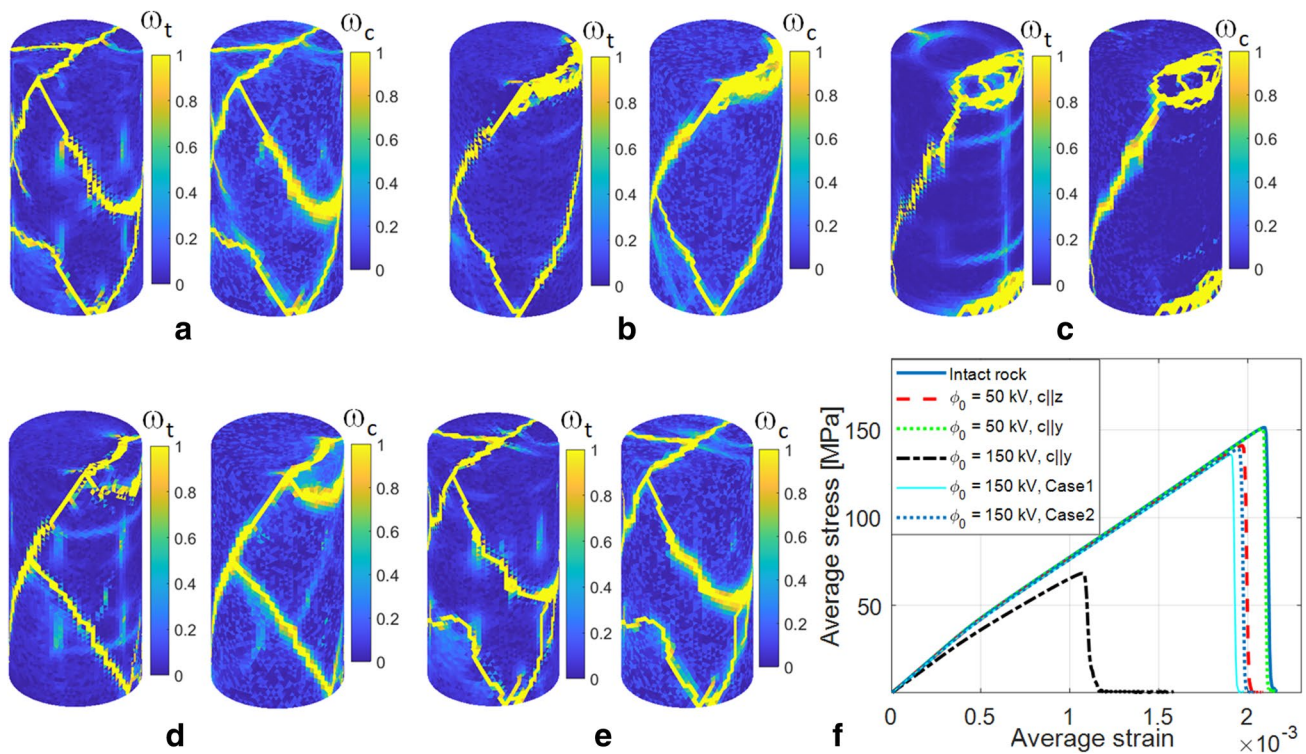 ω_t
ω_c
1
0.8
0.6
0.4
0.2
0
1
0.8
0.6
0.4
0.2
0
a
ω_t
ω_c
1
0.8
0.6
0.4
0.2
0
1
0.8
0.6
0.4
0.2
0
b
ω_t
ω_c
1
0.8
0.6
0.4
0.2
0
1
0.8
0.6
0.4
0.2
0
c
ω_t
ω_c
1
0.8
0.6
0.4
0.2
0
1
0.8
0.6
0.4
0.2
0
d
ω_t
ω_c
1
0.8
0.6
0.4
0.2
0
1
0.8
0.6
0.4
0.2
0
e
Intact rock
ϕ₀ = 50 kV, c||z
ϕ₀ = 50 kV, c||y
ϕ₀ = 150 kV, c||y
ϕ₀ = 150 kV, Case1
ϕ₀ = 150 kV, Case2
Average stress [MPa]
150
100
50
0
0.5
1
1.5
2
×10⁻³
Average strain
f